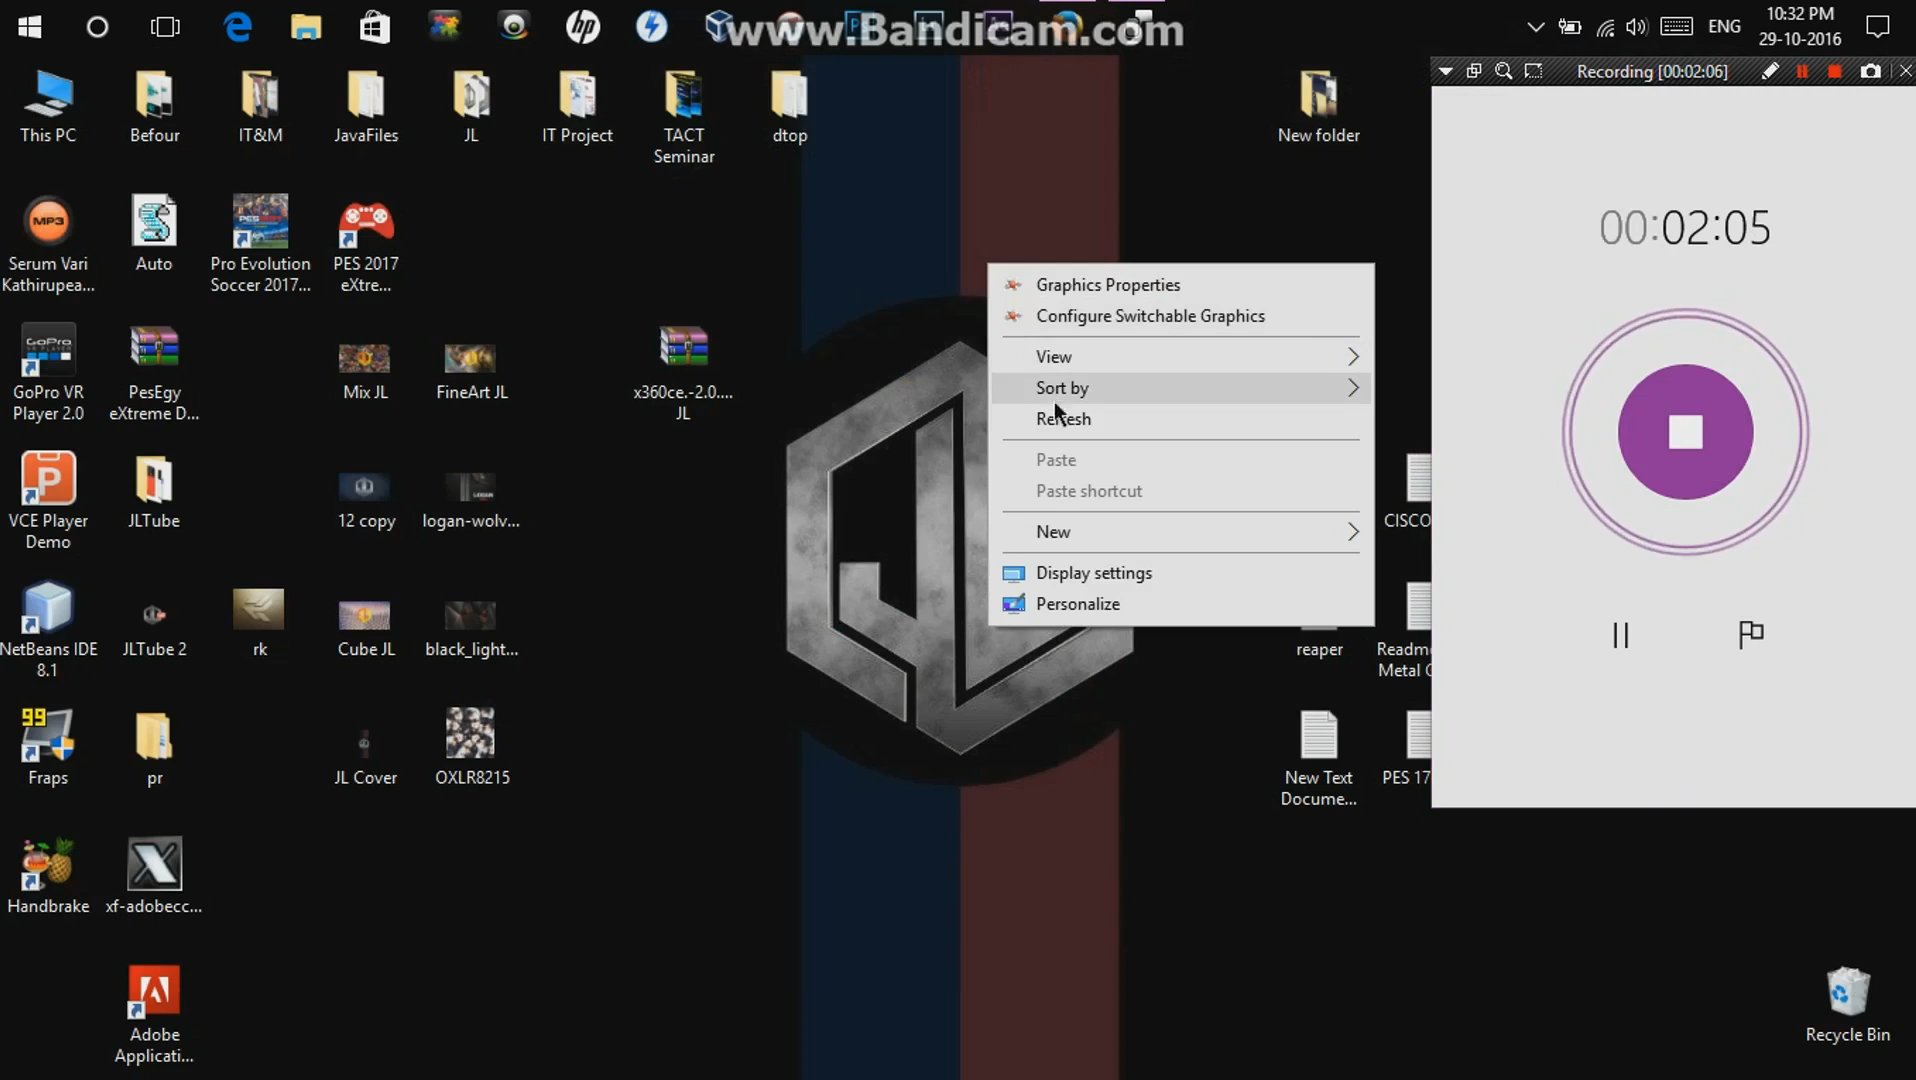 www.Bandicam.com
ENG
10:32 PM
29-10-2016
Recording [00:02:06]
This PC
Befour
IT&M
JavaFiles
JL
IT Project
TACT
Seminar
dtop
New folder
00:02:05
MP3
Serum Vari
Kathirupea...
Auto
Pro Evolution
Soccer 2017...
PES 2017
eXtre...
Graphics Properties
Configure Switchable Graphics
View
Sort by
Refresh
Paste
Paste shortcut
New
Display settings
Personalize
GoPro
GoPro VR
Player 2.0
PesEgy
eXtreme D...
Mix JL
FineArt JL
x360ce.-2.0....
JL
VCE Player
Demo
JLTube
12 copy
logan-wolv...
CISCO
NetBeans IDE
8.1
JLTube 2
rk
Cube JL
black_light...
reaper
Readm
Metal G
99
Fraps
pr
JL Cover
OXLR8215
New Text
Docume...
PES 17
Handbrake
xf-adobecc...
Adobe
Applicati...
Recycle Bin